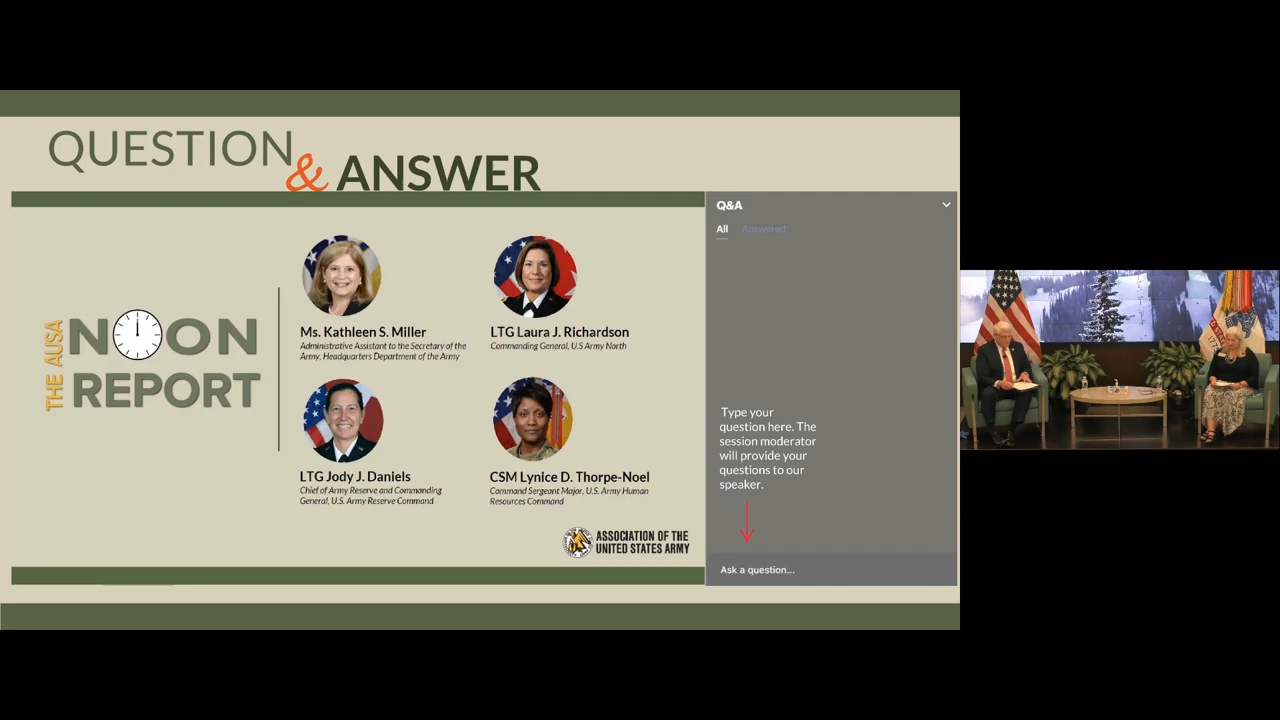 QUESTION
& ANSWER
THE AUSA
NOON
REPORT
Ms. Kathleen S. Miller
Administrative Assistant to the Secretary of the
Army, Headquarters Department of the Army
LTG Laura J. Richardson
Commanding General, U.S Army North
LTG Jody J. Daniels
Chief of Army Reserve and Commanding
General, U.S. Army Reserve Command
CSM Lynice D. Thorpe-Noel
Command Sergeant Major, U.S. Army Human
Resources Command
ASSOCIATION OF THE
UNITED STATES ARMY
Q&A
All Answered
Type your
question here. The
session moderator
will provide your
questions to our
speaker.
Ask a question...